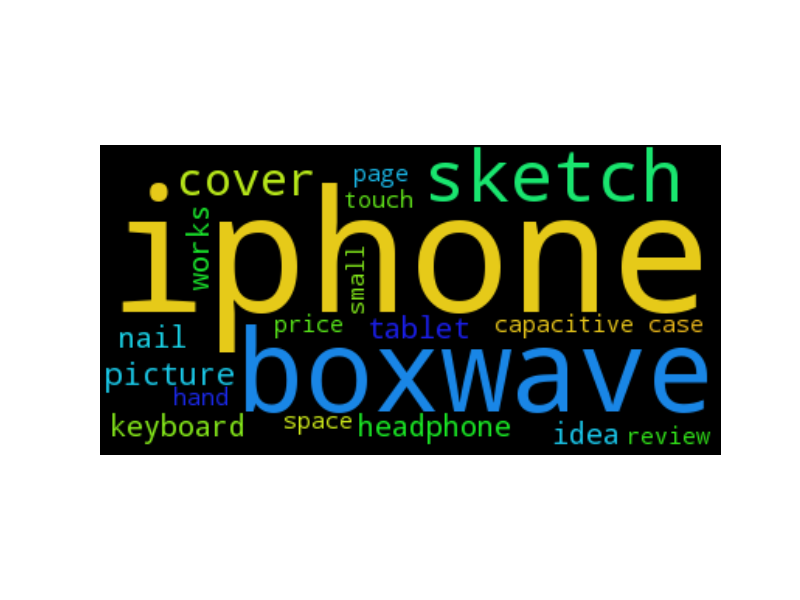 cover page sketch
touch
iphone
works
small
price tablet capacitive case
nail
boxwave
picture
hand
keyboard space headphone idea review